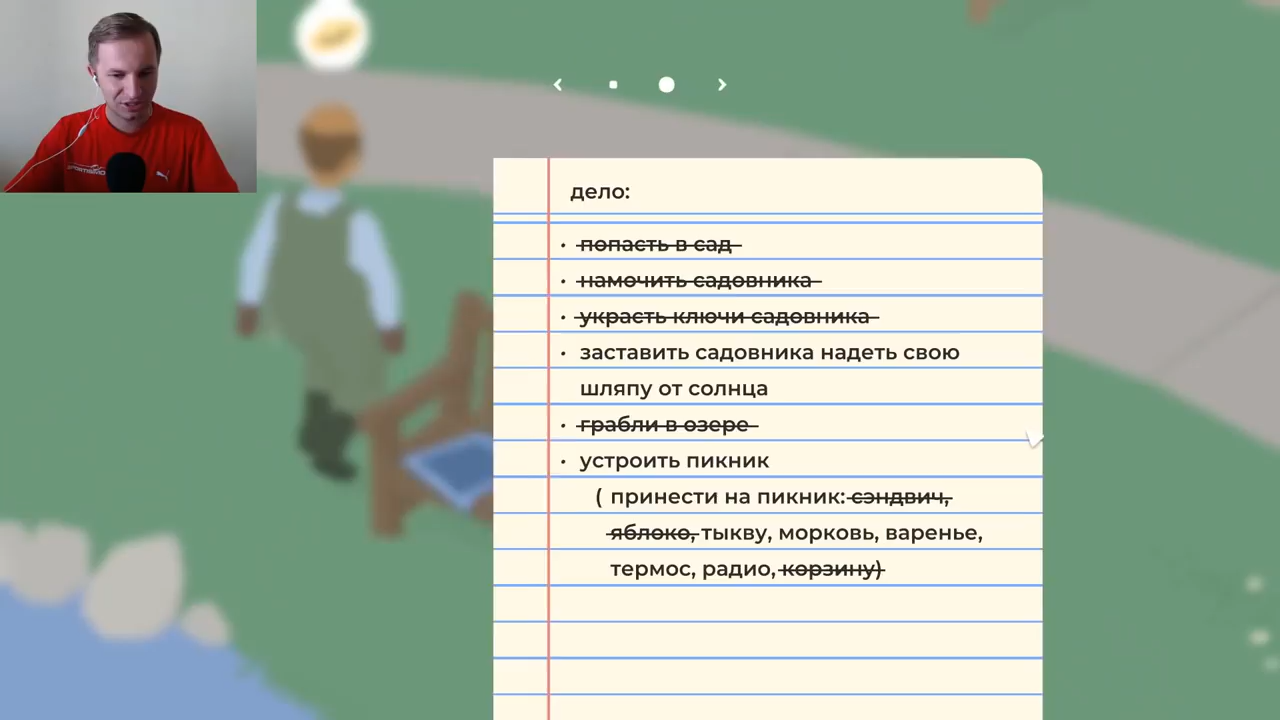 дело:
• попасть в сад
• намочить садовника
• украсть ключи садовника
• заставить садовника надеть свою
шляпу от солнца
• грабли в озере
• устроить пикник
( принести на пикник: сэндвич,
яблоко, тыкву, морковь, варенье,
термос, радио, корзину)